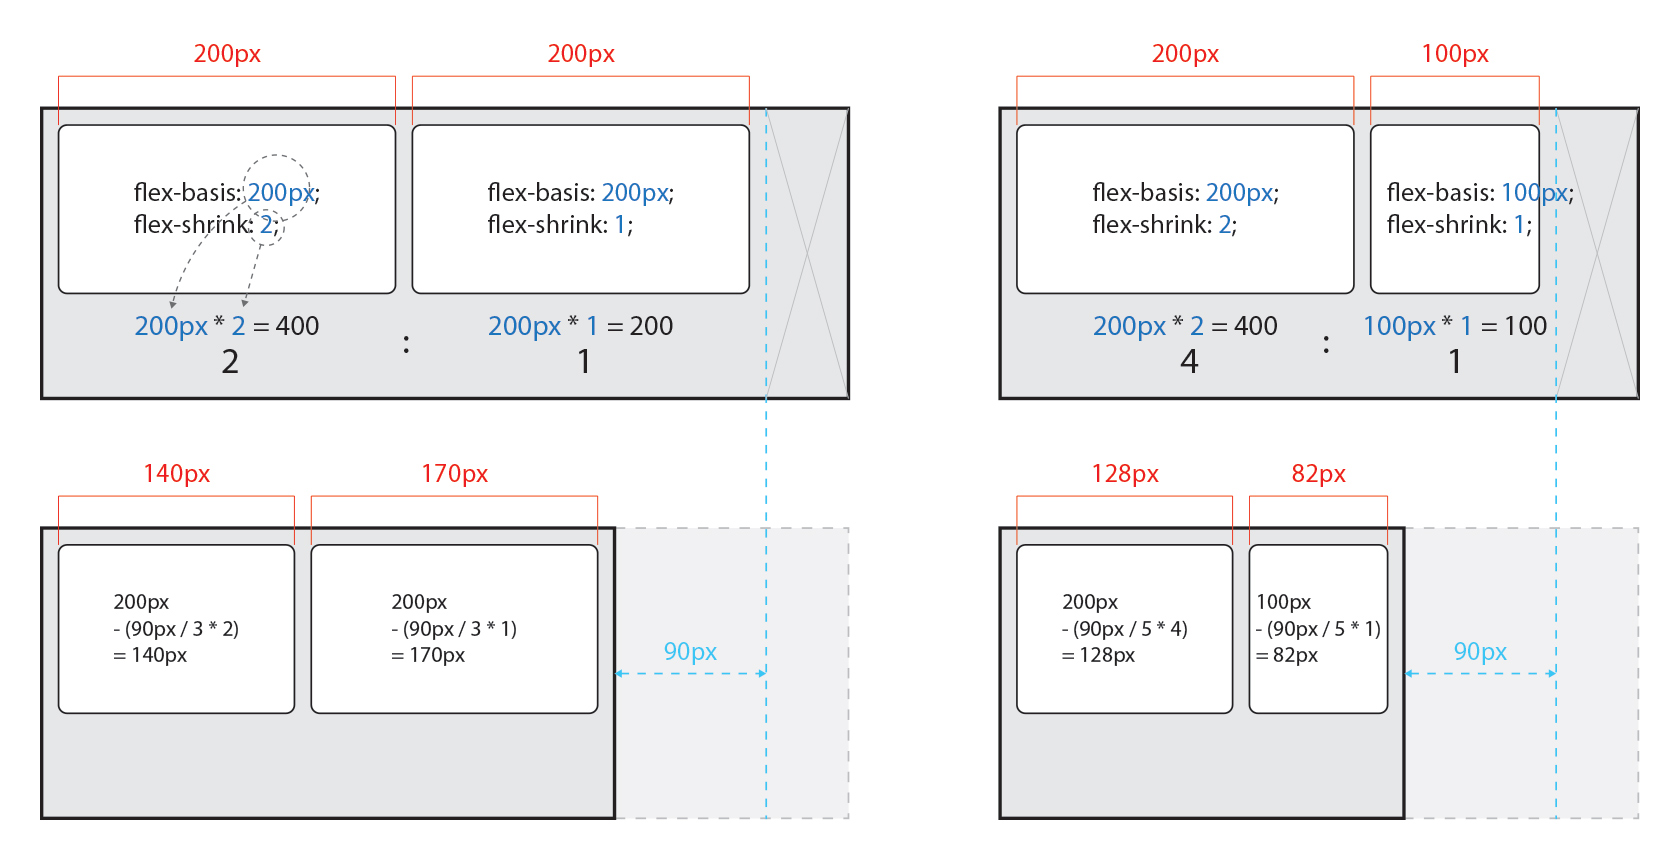 200px
200px
flex-basis: 200px;
flex-shrink: 2;
flex-basis: 200px;
flex-shrink: 1;
200px * 2 = 400
2
:
200px * 1 = 200
1
200px
100px
flex-basis: 200px;
flex-shrink: 2;
flex-basis: 100px;
flex-shrink: 1;
200px * 2 = 400
4
:
100px * 1 = 100
1
140px
170px
200px
- (90px / 3 * 2)
= 140px
200px
- (90px / 3 * 1)
= 170px
90px
128px
82px
200px
- (90px / 5 * 4)
= 128px
100px
- (90px / 5 * 1)
= 82px
90px